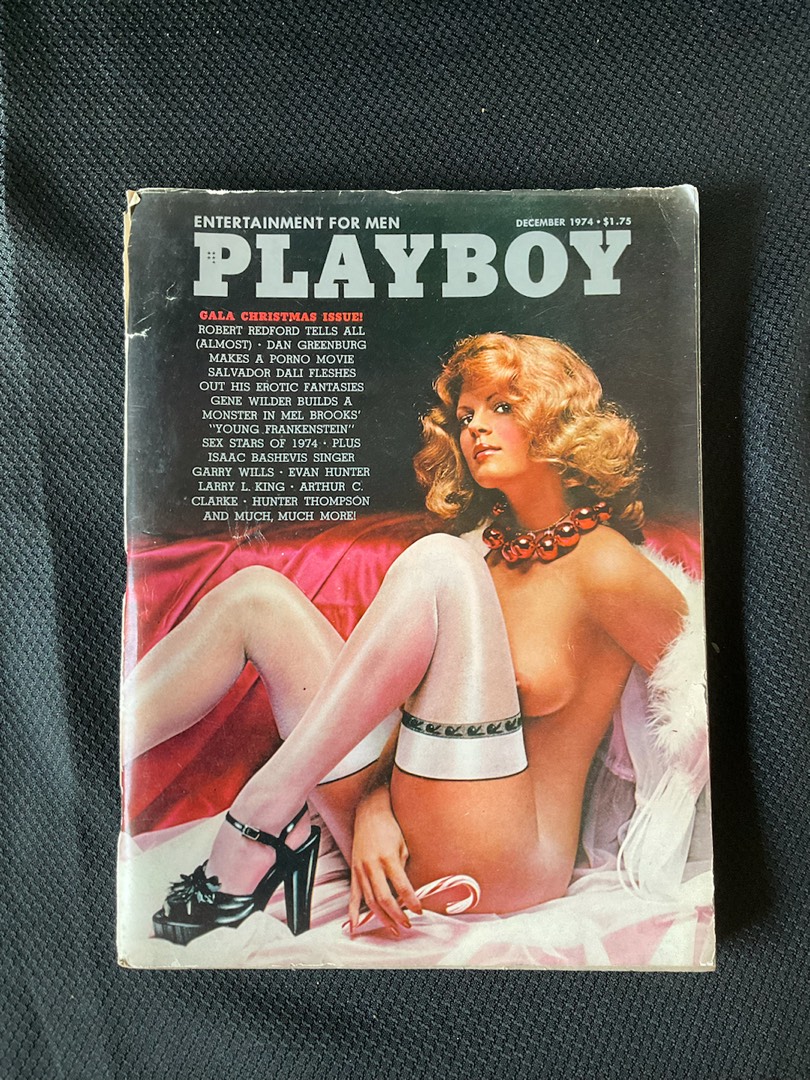 ENTERTAINMENT FOR MEN
DECEMBER 1974 • $1.75
PLAYBOY
GALA CHRISTMAS ISSUE!
ROBERT REDFORD TELLS ALL
(ALMOST) • DAN GREENBURG
MAKES A PORNO MOVIE
SALVADOR DALI FLESHES
OUT HIS EROTIC FANTASIES
GENE WILDER BUILDS A
MONSTER IN MEL BROOKS'
"YOUNG FRANKENSTEIN"
SEX STARS OF 1974 • PLUS
ISAAC BASHEVIS SINGER
GARRY WILLS • EVAN HUNTER
LARRY L. KING • ARTHUR C.
CLARKE • HUNTER THOMPSON
AND MUCH, MUCH MORE!